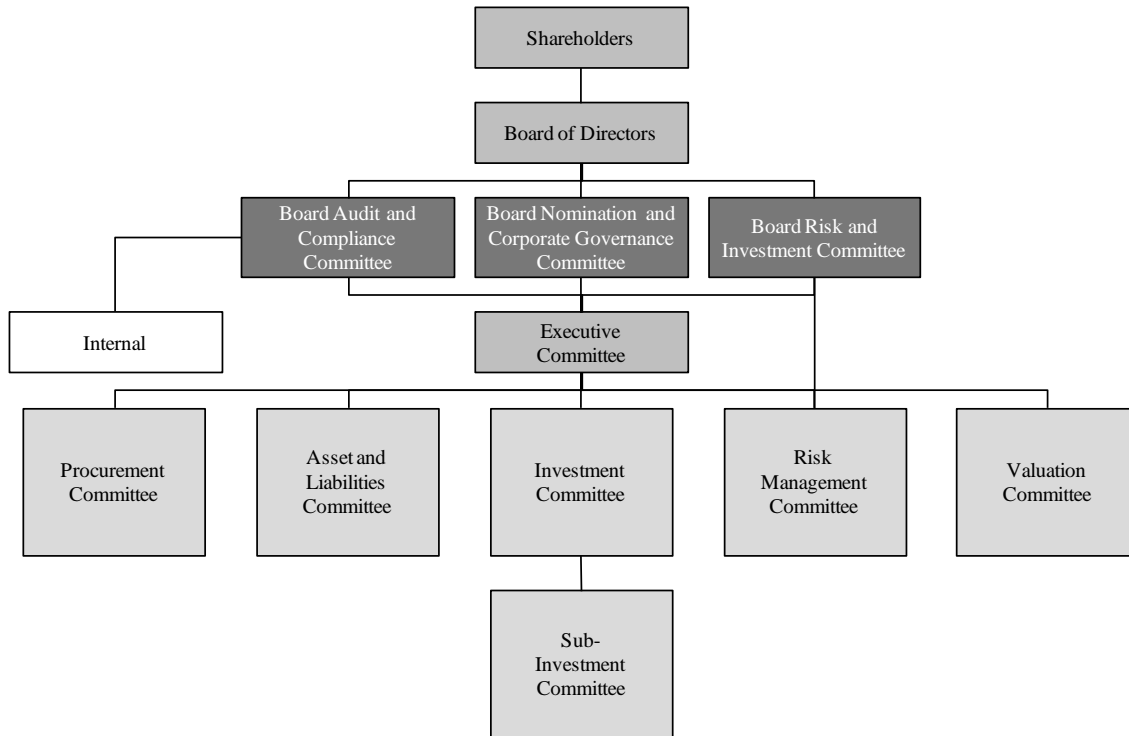 Shareholders
Board of Directors
Board Audit and
Compliance
Committee
Board Nomination and
Corporate Governance
Committee
Board Risk and
Investment Committee
Internal
Executive
Committee
Procurement
Committee
Asset and
Liabilities
Committee
Investment
Committee
Risk
Management
Committee
Valuation
Committee
Sub-
Investment
Committee